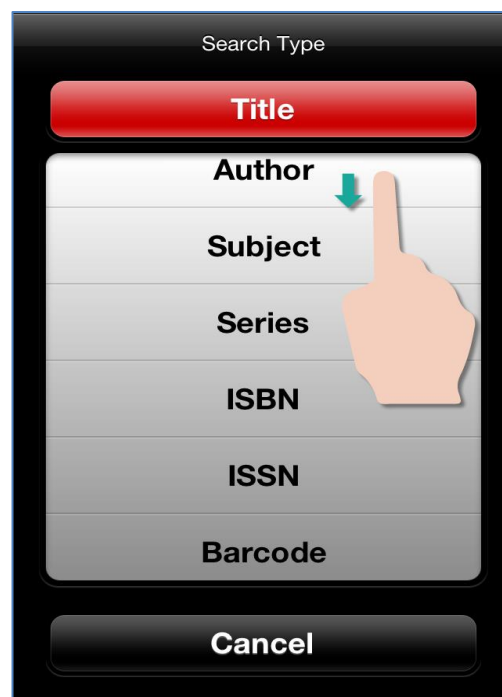 Search Type
Title
Author
Subject
Series
ISBN
ISSN
Barcode
Cancel